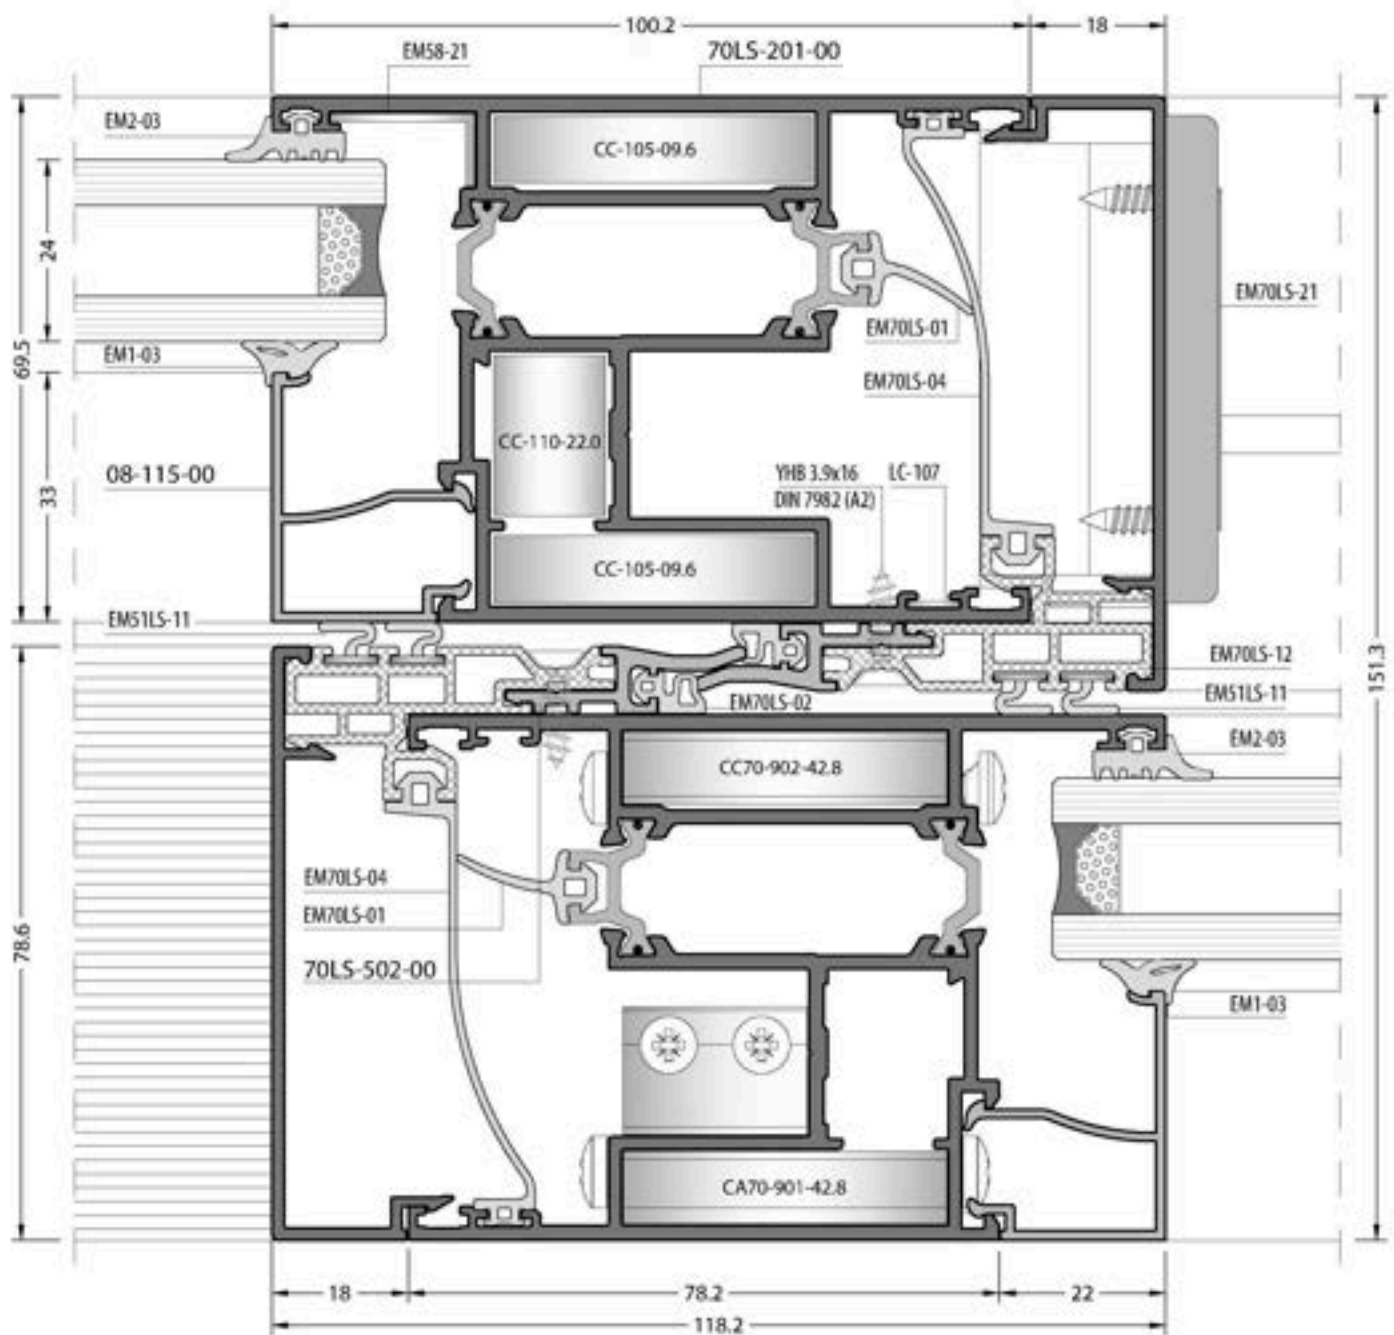 100.2
18
EM58-21
70LS-201-00
EM2-03
CC-105-09.6
24
69.5
EM70LS-21
EM70LS-01
EM1-03
EM70LS-04
CC-110-22.0
08-115-00
YHB 3.9x16
DIN 7982 (A2)
LC-107
33
CC-105-09.6
EM51LS-11
EM70LS-12
151.3
EM51LS-11
EM70LS-02
EM2-03
CC70-902-42.8
EM70LS-04
EM70LS-01
78.6
70LS-502-00
EM1-03
CA70-901-42.8
18
78.2
22
118.2